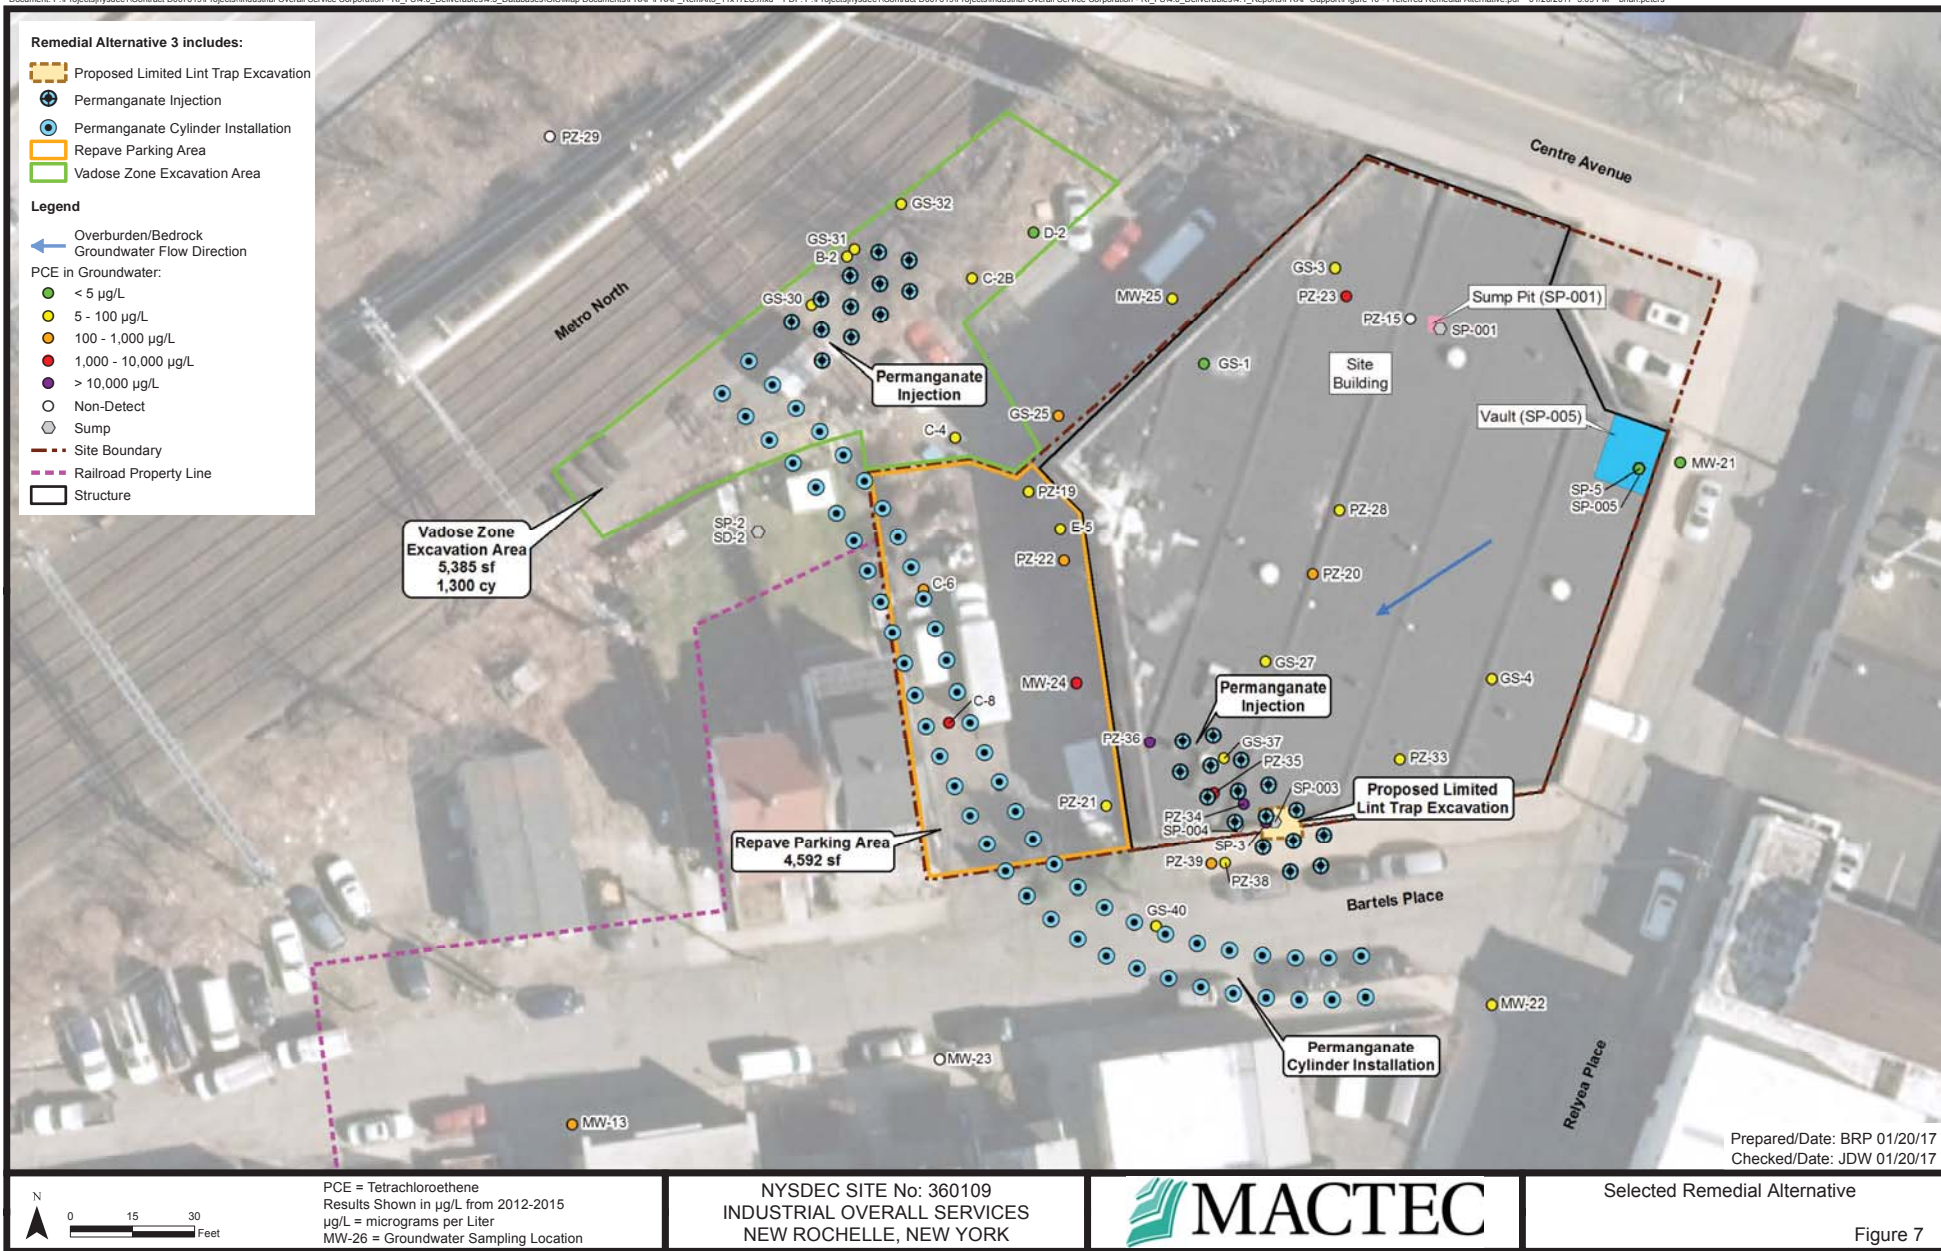 Remedial Alternative 3 includes:
Proposed Limited Lint Trap Excavation
Permanganate Injection
Permanganate Cylinder Installation
Repave Parking Area
Vadose Zone Excavation Area
Legend
Overburden/Bedrock
Groundwater Flow Direction
PCE in Groundwater:
< 5 µg/L
5 - 100 µg/L
100 - 1,000 µg/L
1,000 - 10,000 µg/L
> 10,000 µg/L
Non-Detect
Sump
Site Boundary
Railroad Property Line
Structure
PZ-29
Metro North
GS-32
GS-31
B-2
GS-30
D-2
C-2B
MW-25
Centre Avenue
GS-3
PZ-23
PZ-15
Sump Pit (SP-001)
SP-001
GS-1
Site
Building
Permanganate
Injection
GS-25
C-4
Vault (SP-005)
MW-21
SP-5
SP-005
PZ-19
E-5
PZ-22
PZ-28
PZ-20
SP-2
SD-2
Vadose Zone
Excavation Area
5,385 sf
1,300 cy
C-6
GS-27
MW-24
GS-4
Permanganate
Injection
C-8
PZ-36
GS-37
PZ-35
PZ-33
SP-003
Proposed Limited
Lint Trap Excavation
PZ-21
PZ-34
SP-004
SP-3
Repave Parking Area
4,592 sf
PZ-39
PZ-38
Bartels Place
GS-40
MW-22
Permanganate
Cylinder Installation
MW-23
Relyea Place
MW-13
Prepared/Date: BRP 01/20/17
Checked/Date: JDW 01/20/17
N
0 15 30
Feet
PCE = Tetrachloroethene
Results Shown in µg/L from 2012-2015
µg/L = micrograms per Liter
MW-26 = Groundwater Sampling Location
NYSDEC SITE No: 360109
INDUSTRIAL OVERALL SERVICES
NEW ROCHELLE, NEW YORK
MACTEC
Selected Remedial Alternative
Figure 7